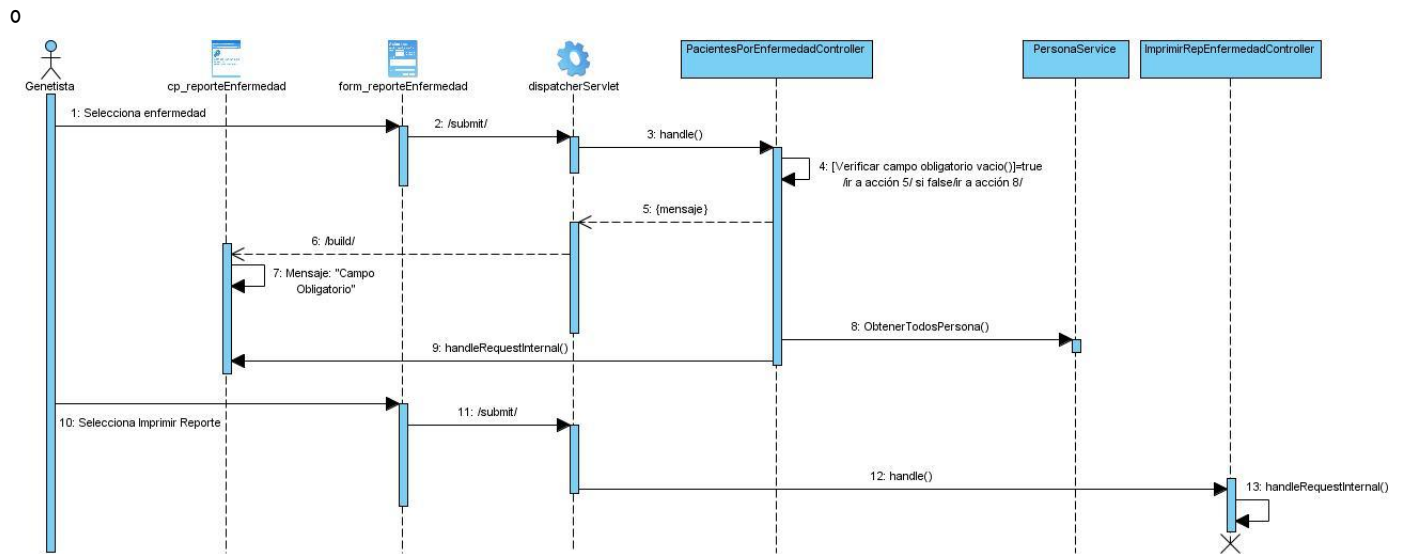 o
Genetista
cp_reporteEnfermedad
form_reporteEnfermedad
dispatcherServlet
PacientesPorEnfermedadController
PersonaService
ImprimirRepEnfermedadController
1: Selecciona enfermedad
2: /submit/
3: handle()
4: [Verificar campo obligatorio vacio()]=true
/ir a acción 5/ si false/ir a acción 8/
5: {mensaje}
6: /build/
7: Mensaje: "Campo
Obligatorio"
8: ObtenerTodosPersona()
9: handleRequestInternal()
10: Selecciona Imprimir Reporte
11: /submit/
12: handle()
13: handleRequestInternal()